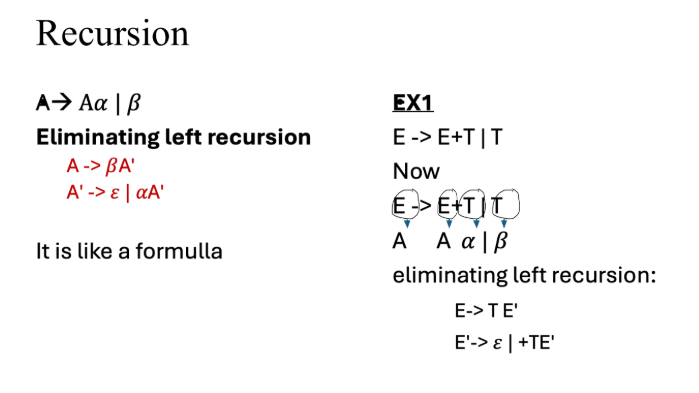 Recursion
A→ Aα | β
Eliminating left recursion
A -> βA'
A' -> ε | αA'
It is like a formulla
EX1
E -> E+T | T
Now
E -> E+T | T
A A α | β
eliminating left recursion:
E-> T E'
E'-> ε | +TE'